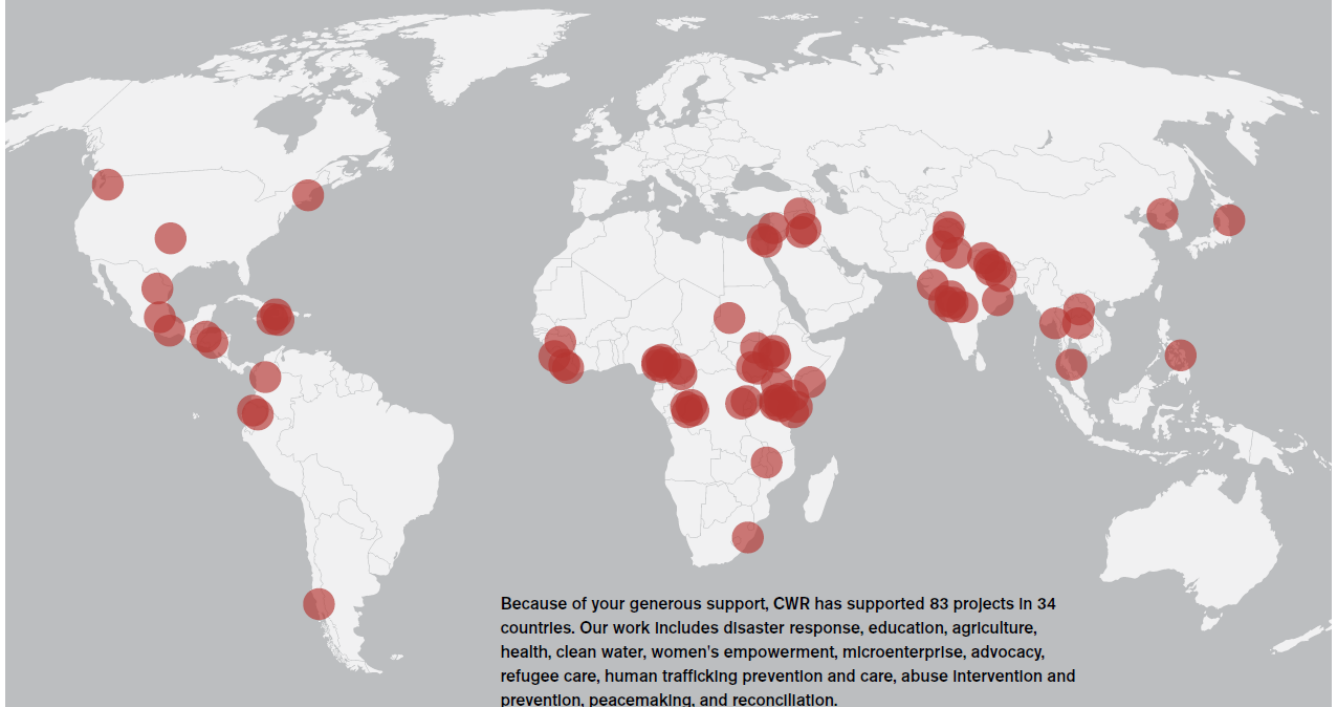 Because of your generous support, CWR has supported 83 projects in 34
countries. Our work includes disaster response, education, agriculture,
health, clean water, women's empowerment, microenterprise, advocacy,
refugee care, human trafficking prevention and care, abuse intervention and
prevention, peacemaking, and reconciliation.